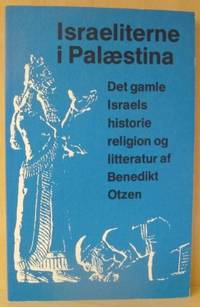 Israeliterne
i Palæstina
Det gamle
Israels
historie
religion og
litteratur af
Benedikt
Otzen